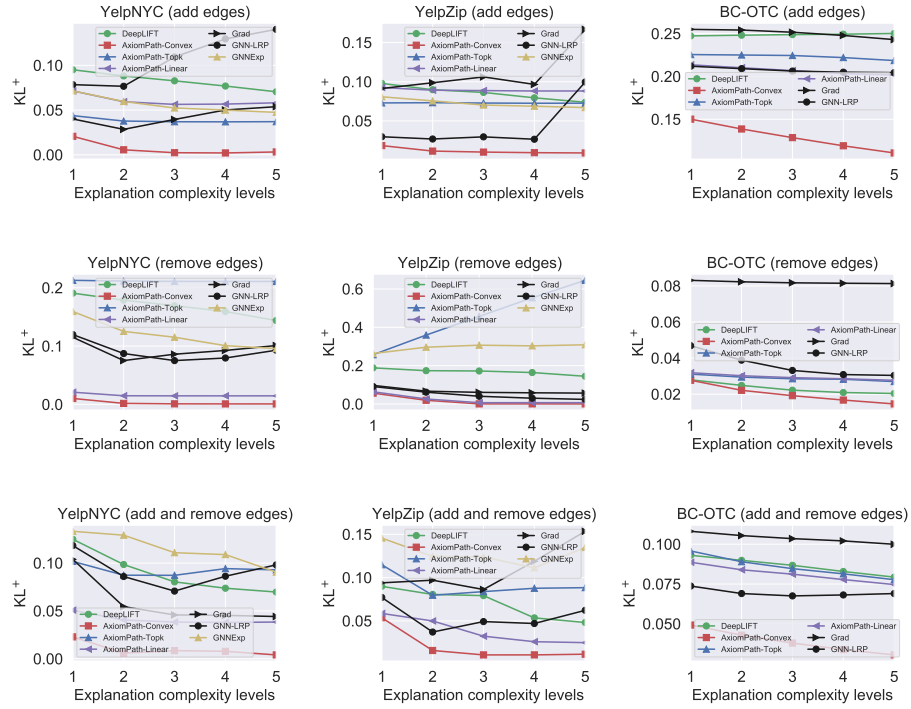 YelpNYC (add edges)
KL+
0.10
0.05
0.00
DeepLIFT
AxiomPath-Convex
AxiomPath-Topk
AxiomPath-Linear
Grad
GNN-LRP
GNNExp
1 2 3 4 5
Explanation complexity levels
YelpZip (add edges)
KL+
0.15
0.10
0.05
DeepLIFT
AxiomPath-Convex
AxiomPath-Topk
AxiomPath-Linear
Grad
GNN-LRP
GNNExp
1 2 3 4 5
Explanation complexity levels
BC-OTC (add edges)
KL+
0.25
0.20
0.15
DeepLIFT
AxiomPath-Convex
AxiomPath-Topk
AxiomPath-Linear
Grad
GNN-LRP
1 2 3 4 5
Explanation complexity levels
YelpNYC (remove edges)
KL+
0.2
0.1
0.0
DeepLIFT
AxiomPath-Convex
AxiomPath-Topk
AxiomPath-Linear
Grad
GNN-LRP
GNNExp
1 2 3 4 5
Explanation complexity levels
YelpZip (remove edges)
KL+
0.6
0.4
0.2
0.0
DeepLIFT
AxiomPath-Convex
AxiomPath-Topk
AxiomPath-Linear
Grad
GNN-LRP
GNNExp
1 2 3 4 5
Explanation complexity levels
BC-OTC (remove edges)
KL+
0.08
0.06
0.04
0.02
DeepLIFT
AxiomPath-Convex
AxiomPath-Topk
AxiomPath-Linear
Grad
GNN-LRP
1 2 3 4 5
Explanation complexity levels
YelpNYC (add and remove edges)
KL+
0.10
0.05
0.00
DeepLIFT
AxiomPath-Convex
AxiomPath-Topk
AxiomPath-Linear
Grad
GNN-LRP
GNNExp
1 2 3 4 5
Explanation complexity levels
YelpZip (add and remove edges)
KL+
0.15
0.10
0.05
DeepLIFT
AxiomPath-Convex
AxiomPath-Topk
AxiomPath-Linear
Grad
GNN-LRP
GNNExp
1 2 3 4 5
Explanation complexity levels
BC-OTC (add and remove edges)
KL+
0.100
0.075
0.050
DeepLIFT
AxiomPath-Convex
AxiomPath-Topk
AxiomPath-Linear
Grad
GNN-LRP
1 2 3 4 5
Explanation complexity levels